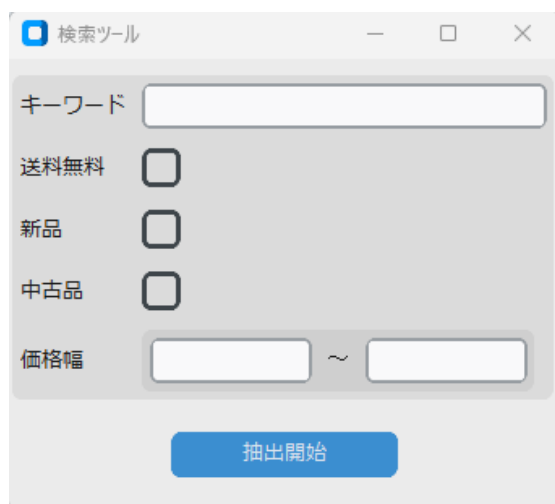 検索ツール
キーワード
送料無料
新品
中古品
価格幅 ～
抽出開始